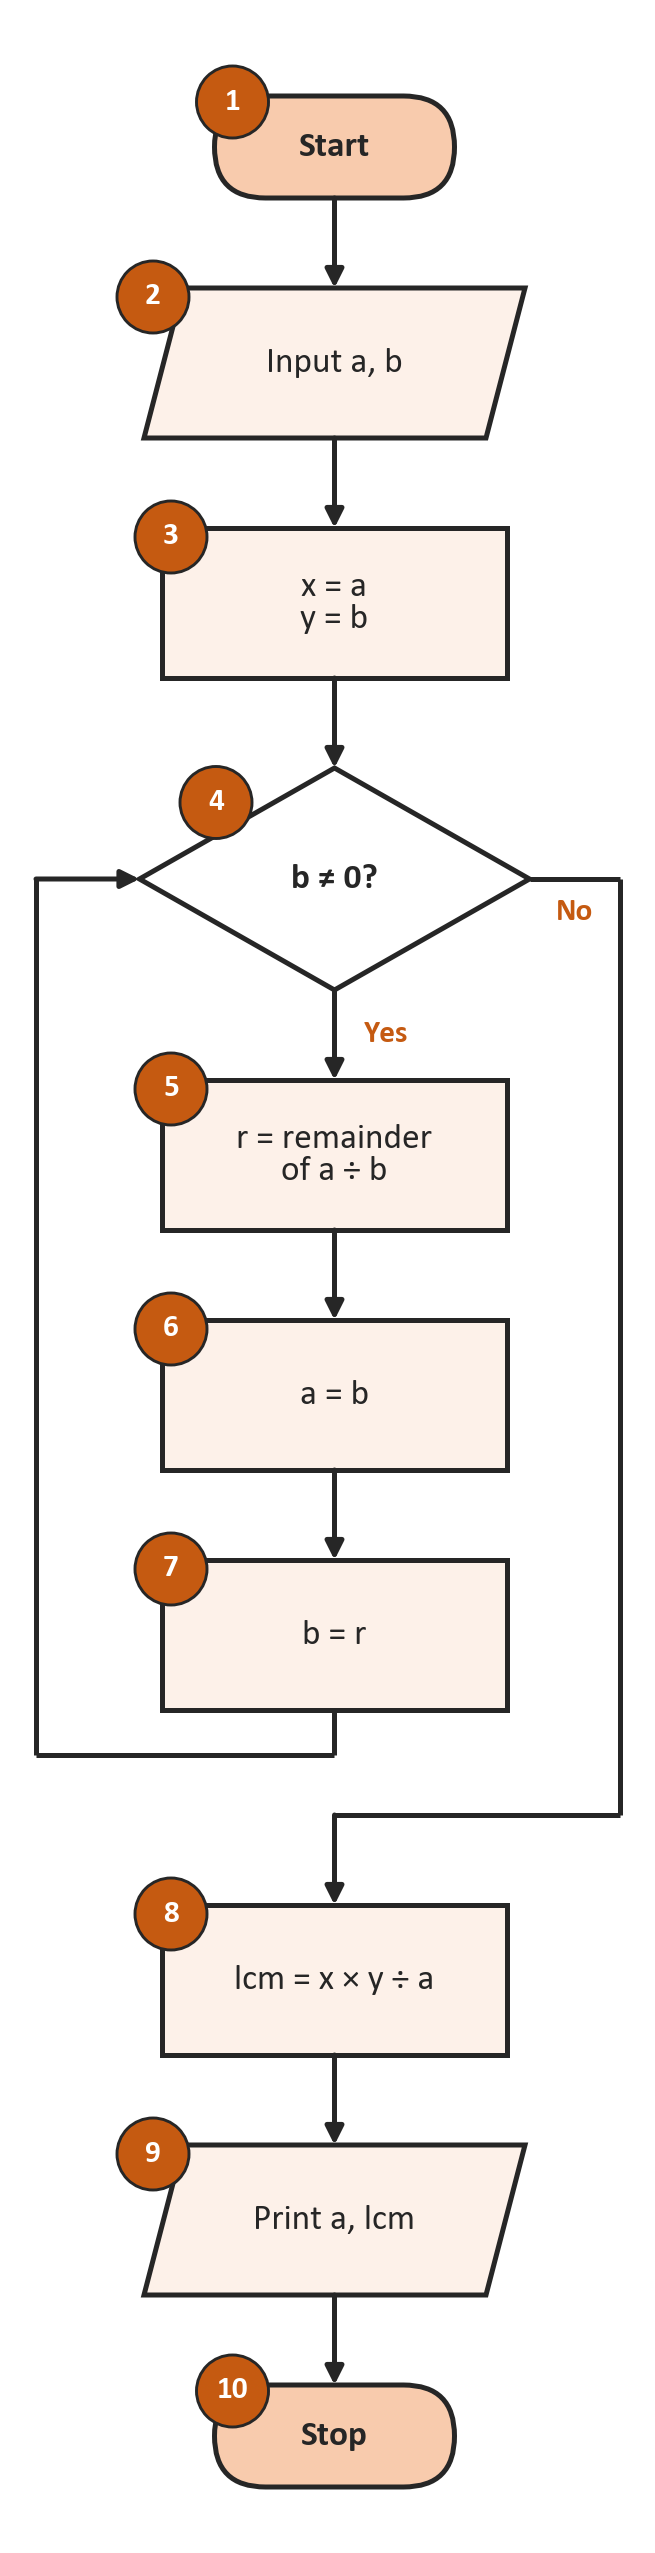 1
Start
2
Input a, b
3
x = a
y = b
4
b ≠ 0?
No
Yes
5
r = remainder
of a ÷ b
6
a = b
7
b = r
8
lcm = x × y ÷ a
9
Print a, lcm
10
Stop